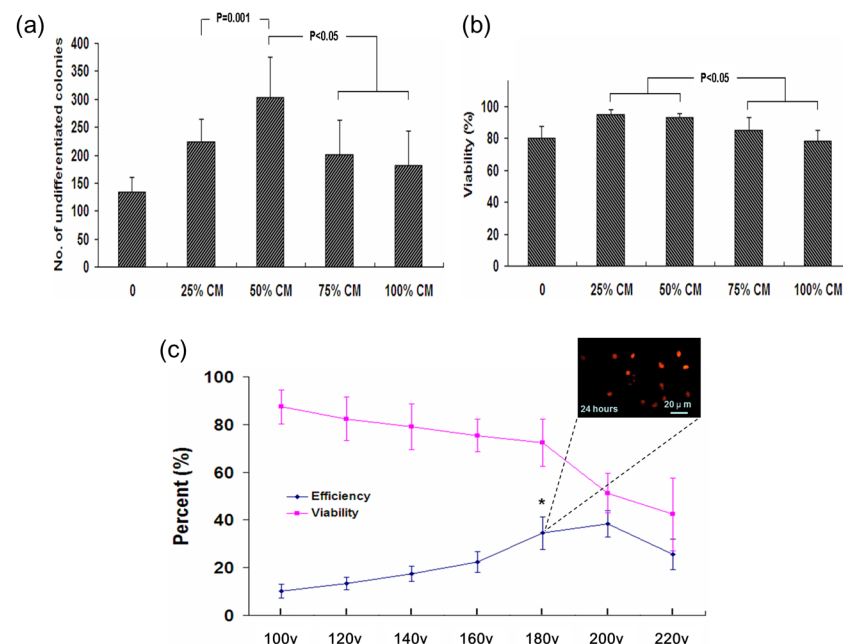 (a)
P=0.001
P<0.05
No. of undifferentiated colonies
400
350
300
250
200
150
100
50
0
0 25% CM 50% CM 75% CM 100% CM
(b)
P<0.05
Viability (%)
100
80
60
40
20
0
0 25% CM 50% CM 75% CM 100% CM
(c)
24 hours 20 μm
Percent (%)
100
80
60
40
20
0
Efficiency
Viability
*
100v 120v 140v 160v 180v 200v 220v